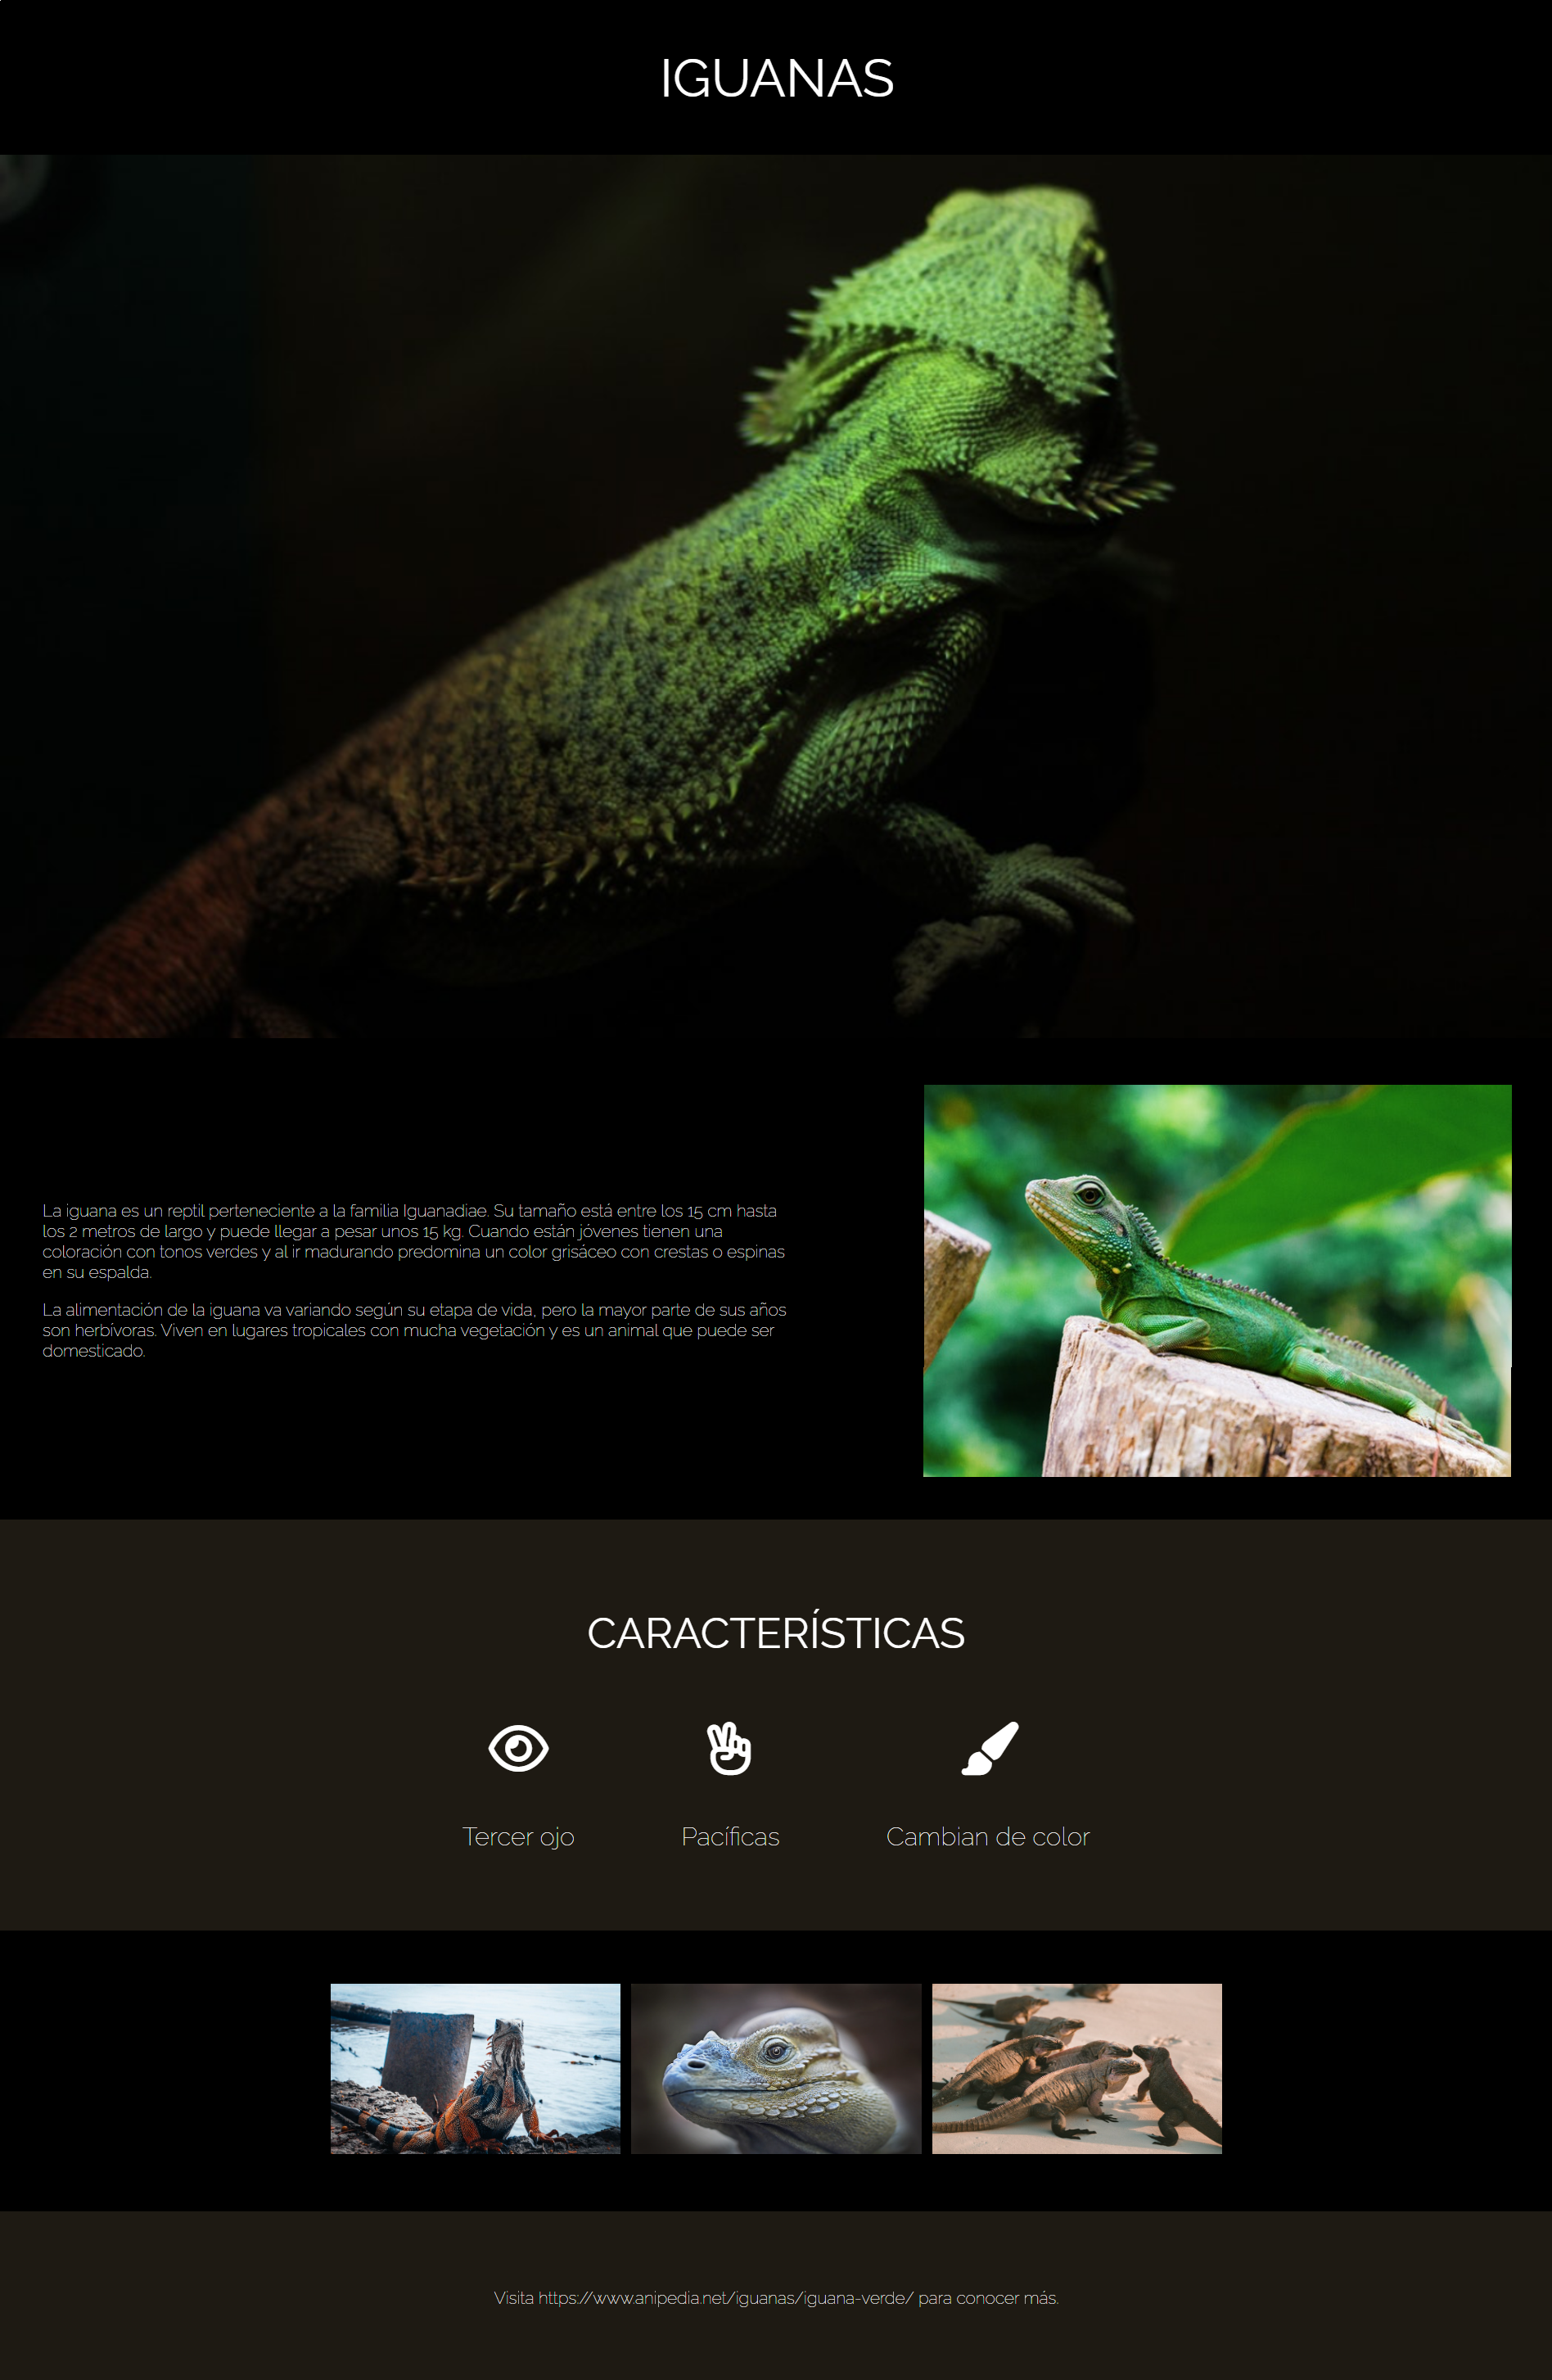 IGUANAS
La iguana es un reptil perteneciente a la familia Iguanadiae. Su tamaño está entre los 15 cm hasta
los 2 metros de largo y puede llegar a pesar unos 15 kg. Cuando están jóvenes tienen una
coloración con tonos verdes y al ir madurando predomina un color grisáceo con crestas o espinas
en su espalda.
La alimentación de la iguana va variando según su etapa de vida, pero la mayor parte de sus años
son herbívoras. Viven en lugares tropicales con mucha vegetación y es un animal que puede ser
domesticado.
CARACTERÍSTICAS
Tercer ojo
Pacíficas
Cambian de color
Visita https://www.anipedia.net/iguanas/iguana-verde/ para conocer más.